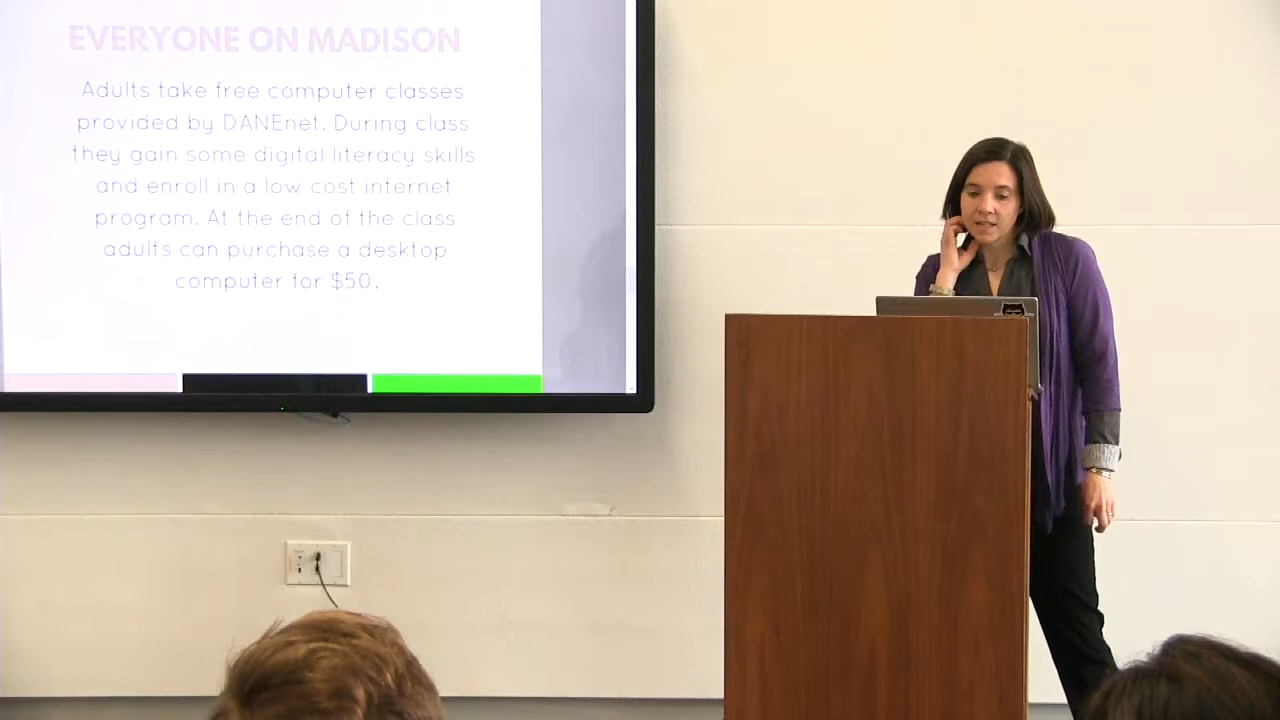 EVERYONE ON MADISON
Adults take free computer classes
provided by DANEnet. During class
they gain some digital literacy skills
and enroll in a low cost internet
program. At the end of the class
adults can purchase a desktop
computer for $50.